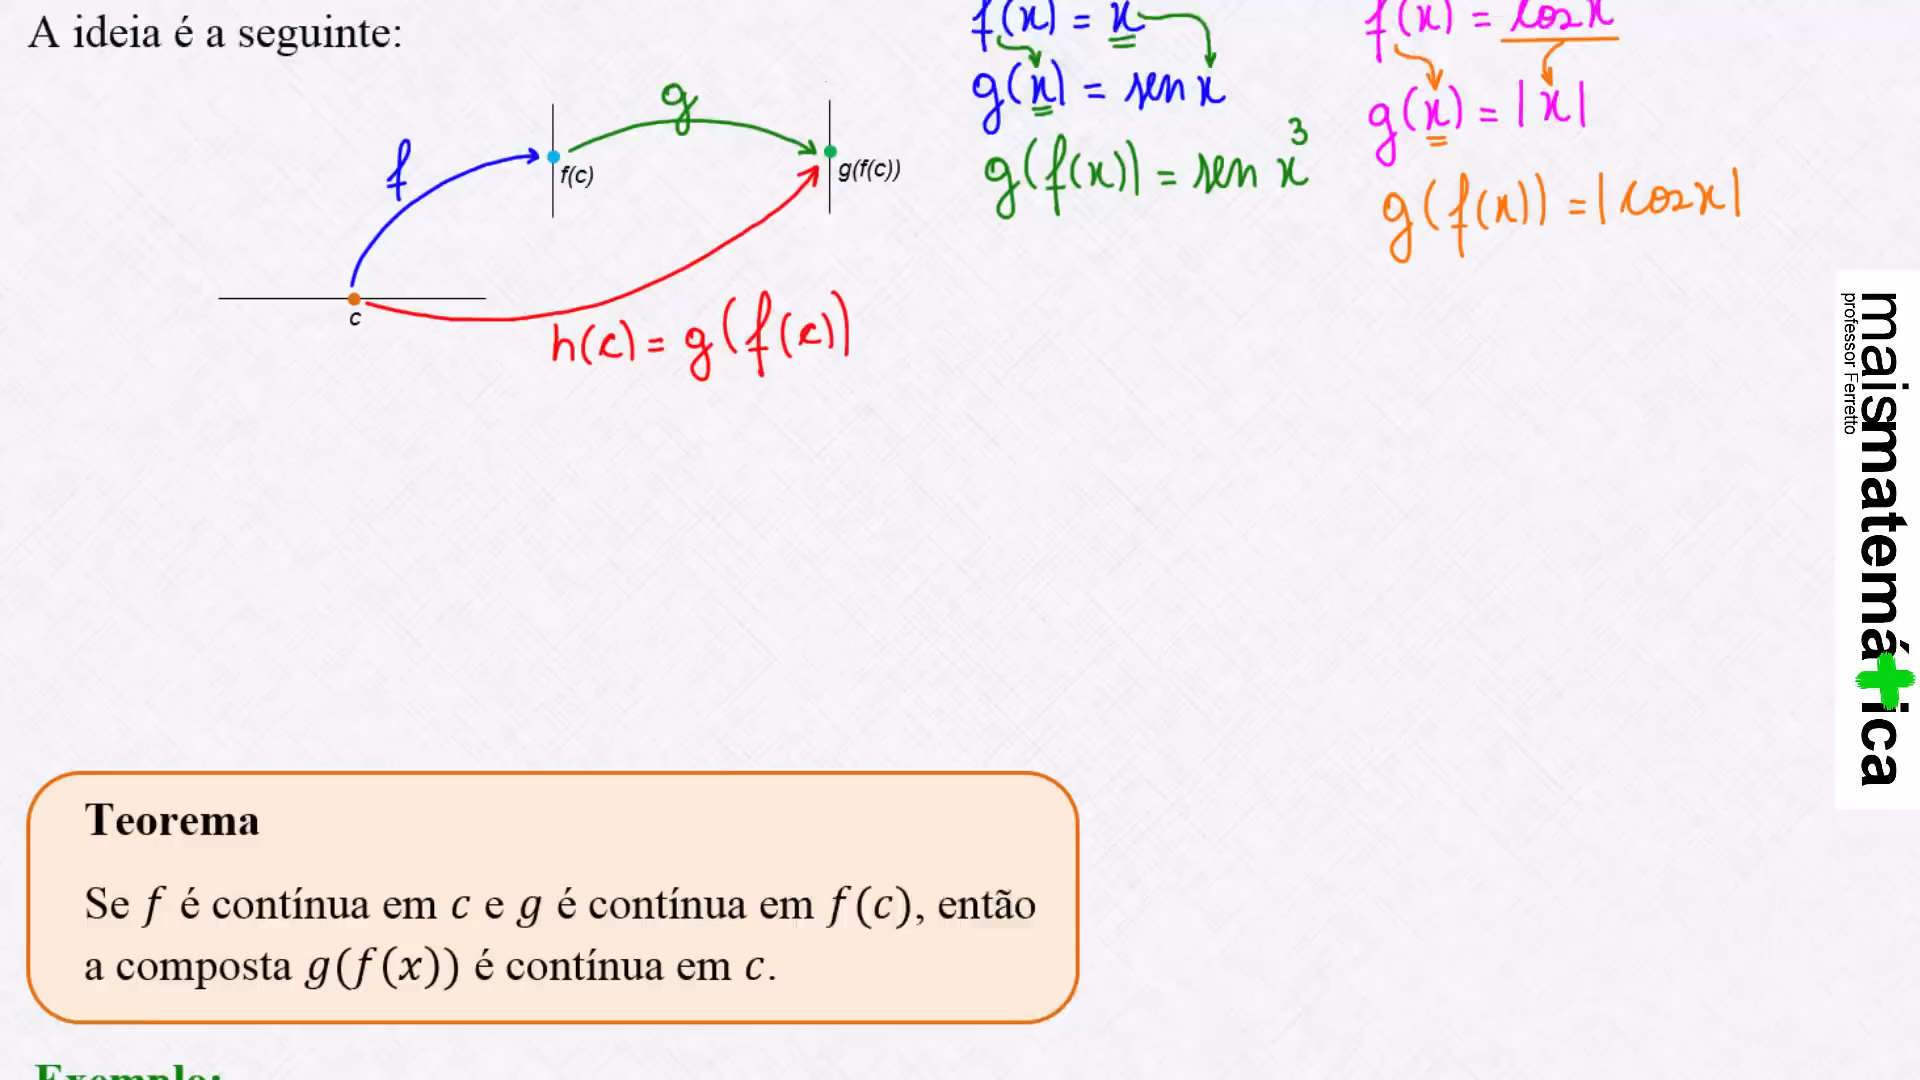 A ideia é a seguinte:
f
g
f(c)
g(f(c))
c
h(c) = g(f(c))
f(x) = x
g(x) = sen x
g(f(x)) = sen x³
f(x) = cos x
g(x) = |x|
g(f(x)) = |cos x|
maismatemática
professor Ferretto
Teorema
Se f é contínua em c e g é contínua em f(c), então
a composta g(f(x)) é contínua em c.
Exemplo: